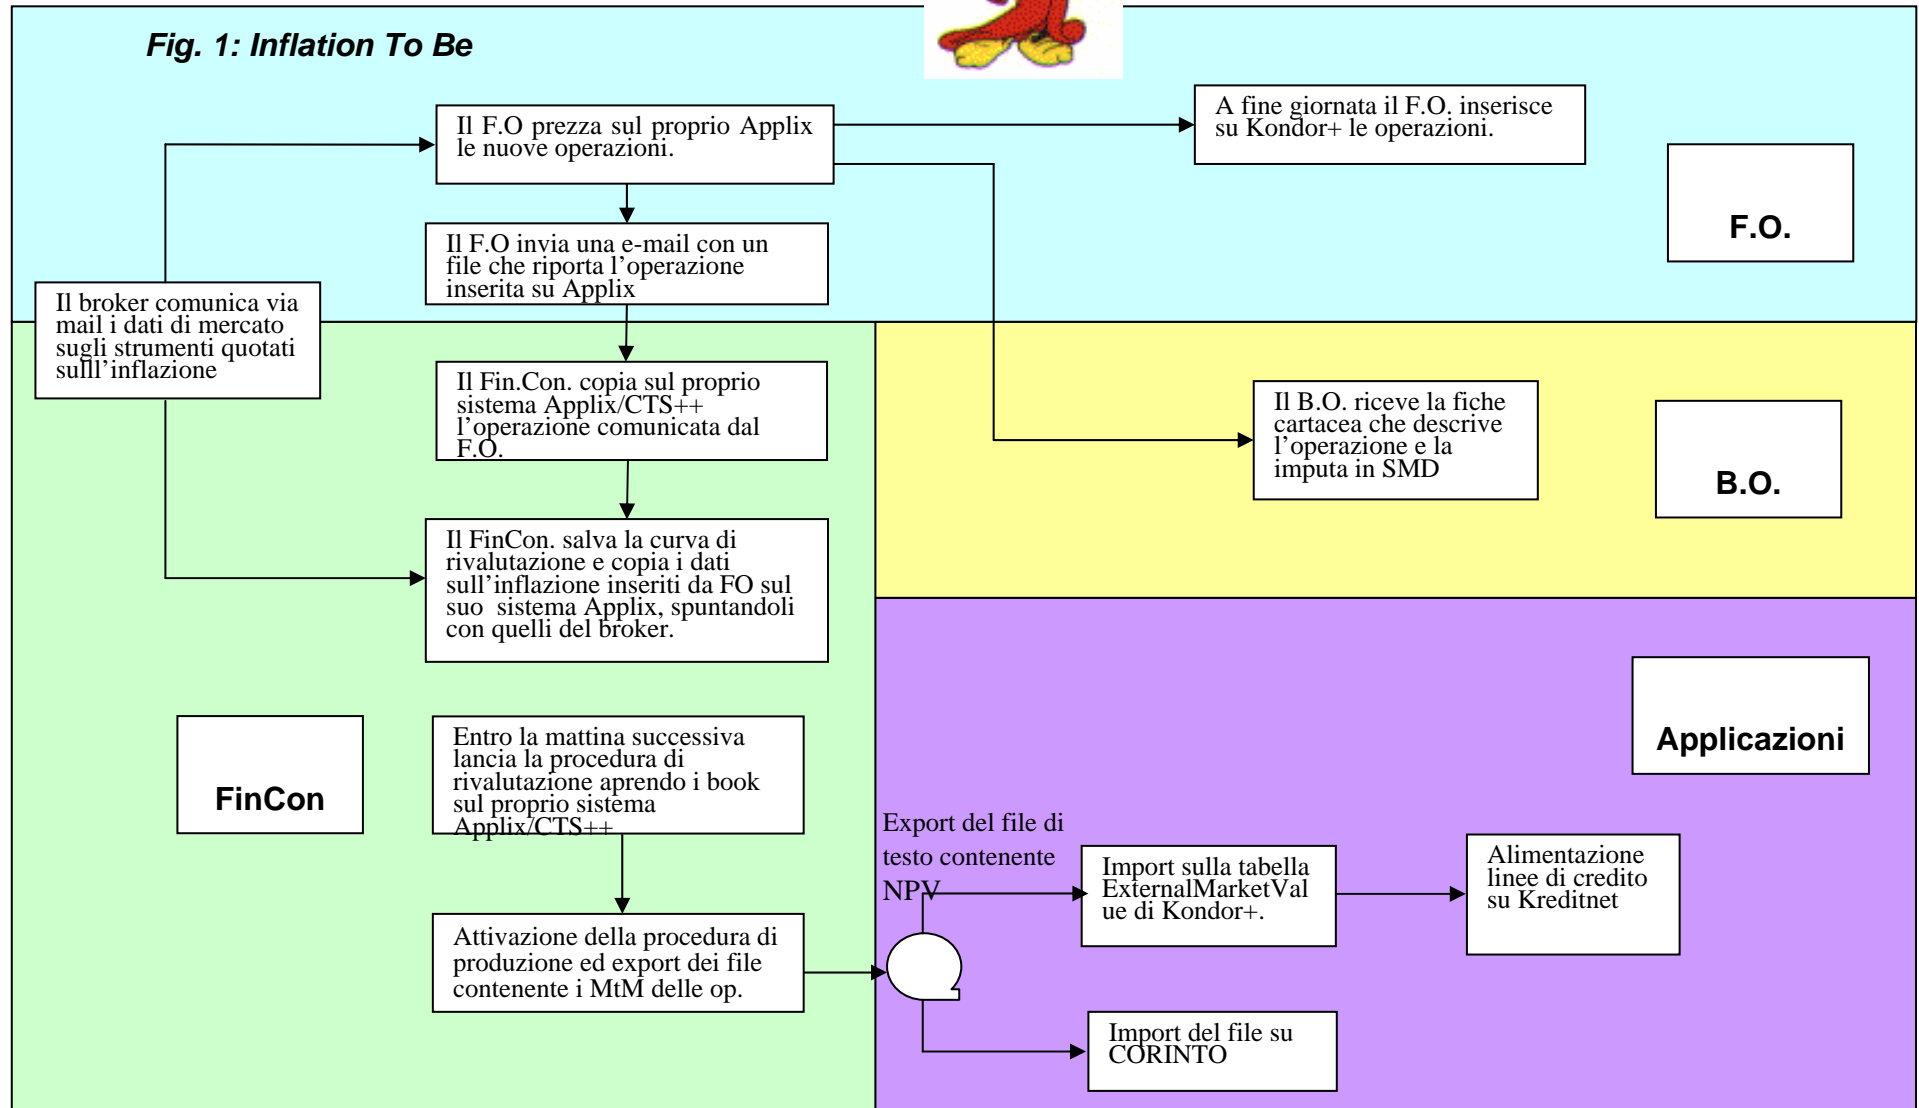 Fig. 1: Inflation To Be
Il F.O prezza sul proprio Applix
le nuove operazioni.
A fine giornata il F.O. inserisce
su Kondor+ le operazioni.
F.O.
Il F.O invia una e-mail con un
file che riporta l’operazione
inserita su Applix
Il broker comunica via
mail i dati di mercato
sugli strumenti quotati
sulll’inflazione
Il Fin.Con. copia sul proprio
sistema Applix/CTS++
l’operazione comunicata dal
F.O.
Il B.O. riceve la fiche
cartacea che descrive
l’operazione e la
imputa in SMD
B.O.
Il FinCon. salva la curva di
rivalutazione e copia i dati
sull’inflazione inseriti da FO sul
suo sistema Applix, spuntandoli
con quelli del broker.
FinCon
Entro la mattina successiva
lancia la procedura di
rivalutazione aprendo i book
sul proprio sistema
Applix/CTS++
Applicazioni
Export del file di
testo contenente
NPV
Import sulla tabella
ExternalMarketVal
ue di Kondor+.
Alimentazione
linee di credito
su Kreditnet
Attivazione della procedura di
produzione ed export dei file
contenente i MtM delle op.
Import del file su
CORINTO